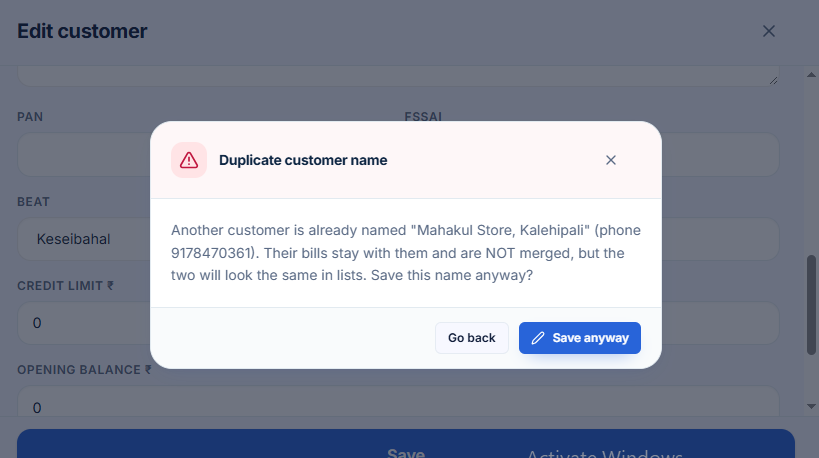 Edit customer
PAN
FSSAI
BEAT
Keseibahal
CREDIT LIMIT ₹
0
OPENING BALANCE ₹
0
Duplicate customer name
Another customer is already named "Mahakul Store, Kalehipali" (phone
9178470361). Their bills stay with them and are NOT merged, but the
two will look the same in lists. Save this name anyway?
Go back
Save anyway
Save
Activate Windows